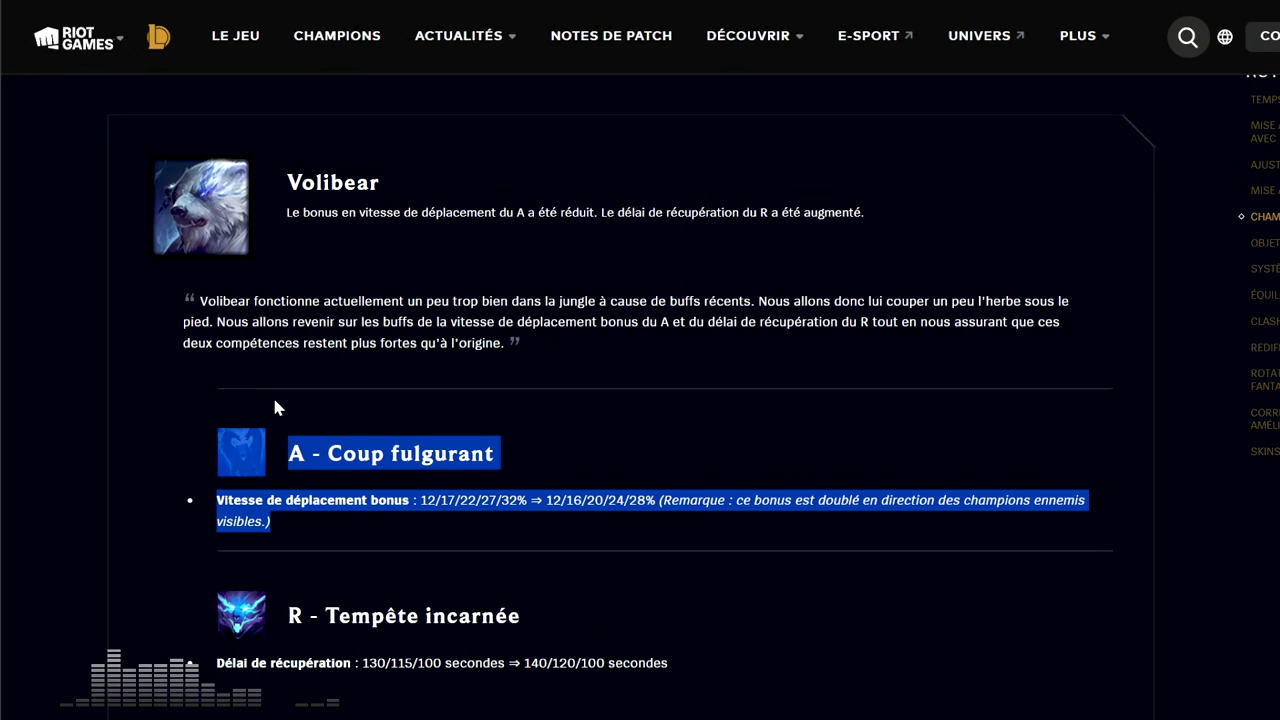 RIOT GAMES
LE JEU CHAMPIONS ACTUALITÉS NOTES DE PATCH DÉCOUVRIR E-SPORT UNIVERS PLUS CO
TEMPS
MISE A
AVEC
AJUST
MISE A
CHAM
OBJET
SYSTÈ
ÉQUIL
CLASH
REDIF
ROTAT
FANTA
CORRE
AMÉLI
SKINS
Volibear
Le bonus en vitesse de déplacement du A a été réduit. Le délai de récupération du R a été augmenté.
“ Volibear fonctionne actuellement un peu trop bien dans la jungle à cause de buffs récents. Nous allons donc lui couper un peu l'herbe sous le
pied. Nous allons revenir sur les buffs de la vitesse de déplacement bonus du A et du délai de récupération du R tout en nous assurant que ces
deux compétences restent plus fortes qu'à l'origine. ”
A - Coup fulgurant
• Vitesse de déplacement bonus : 12/17/22/27/32% ⇒ 12/16/20/24/28% (Remarque : ce bonus est doublé en direction des champions ennemis
visibles.)
R - Tempête incarnée
• Délai de récupération : 130/115/100 secondes ⇒ 140/120/100 secondes